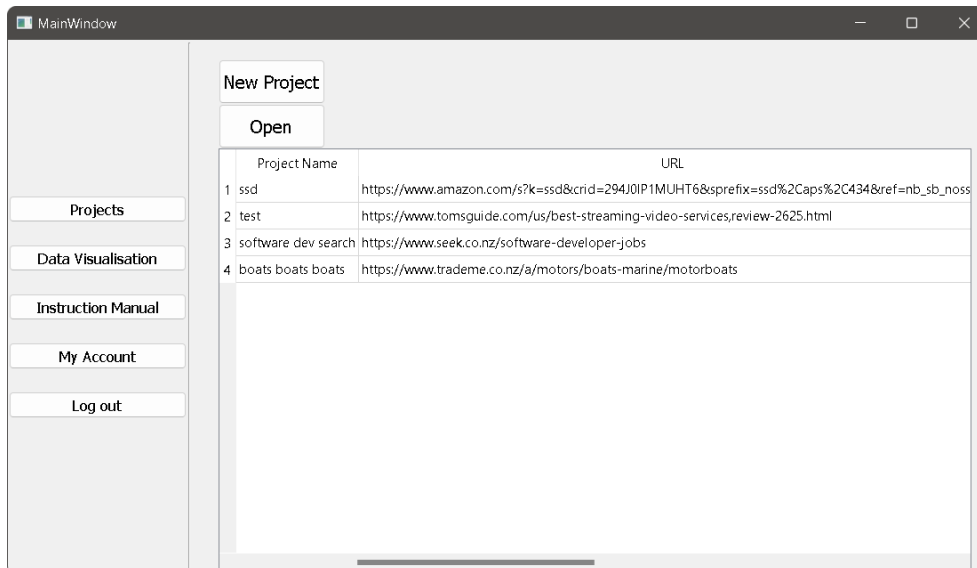 MainWindow
Projects
Data Visualisation
Instruction Manual
My Account
Log out
New Project
Open
Project Name URL
1 ssd https://www.amazon.com/s?k=ssd&crid=294J0IP1MUHT6&sprefix=ssd%2Caps%2C434&ref=nb_sb_noss
2 test https://www.tomsguide.com/us/best-streaming-video-services,review-2625.html
3 software dev search https://www.seek.co.nz/software-developer-jobs
4 boats boats boats https://www.trademe.co.nz/a/motors/boats-marine/motorboats